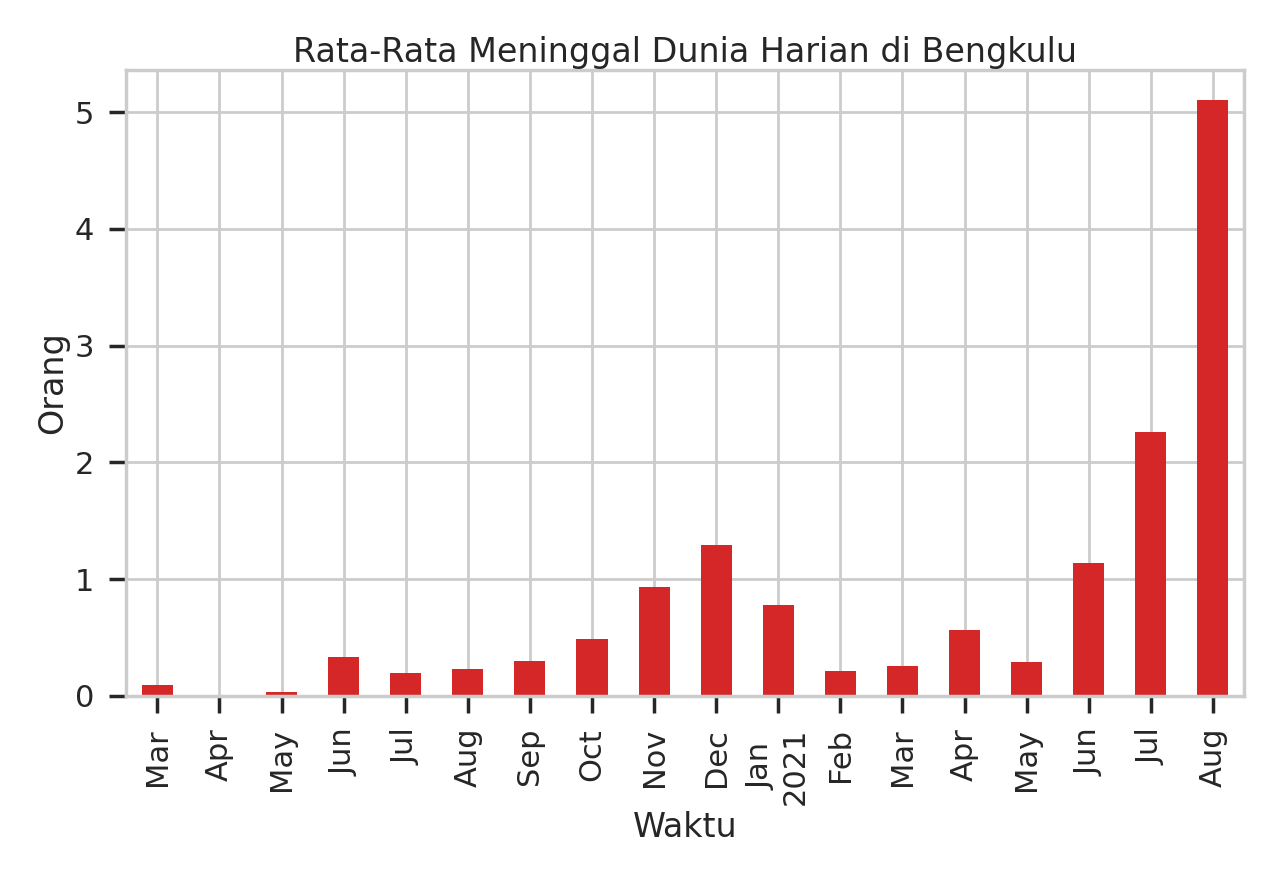 Rata-Rata Meninggal Dunia Harian di Bengkulu
Orang
5
4
3
2
1
0
Mar
Apr
May
Jun
Jul
Aug
Sep
Oct
Nov
Dec
Jan
2021
Feb
Mar
Apr
May
Jun
Jul
Aug
Waktu